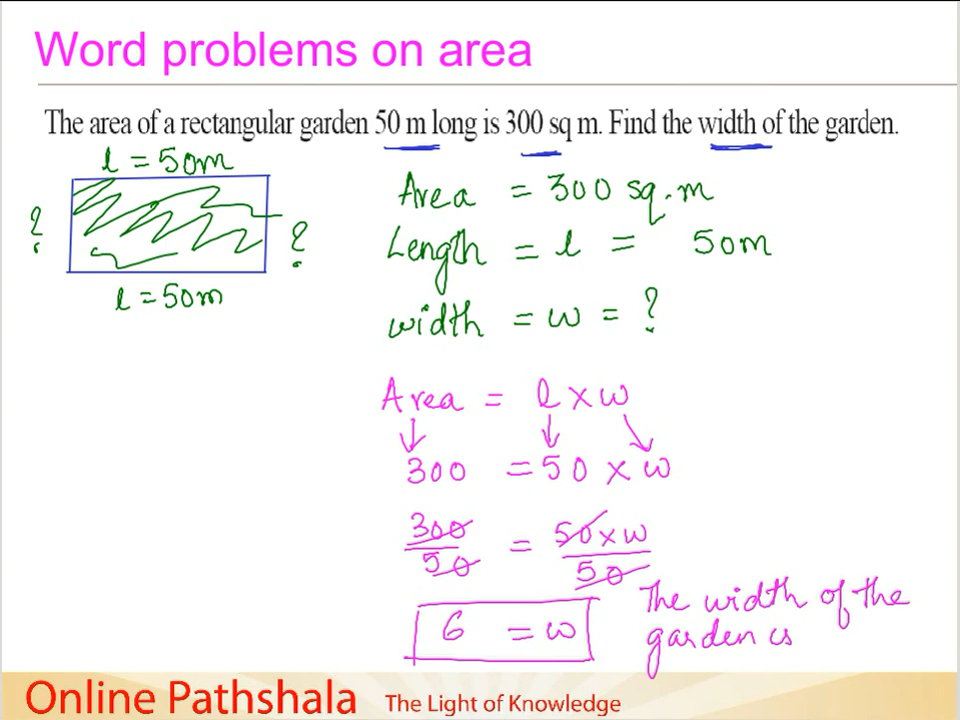 Word problems on area
The area of a rectangular garden 50 m long is 300 sq m. Find the width of the garden.
l = 50m
?
?
l = 50m
Area = 300 sq.m
Length = l = 50m
width = w = ?
Area = l × w
300 = 50 × w
300/50 = 50×w/50
6 = w
The width of the
garden is
Online Pathshala The Light of Knowledge